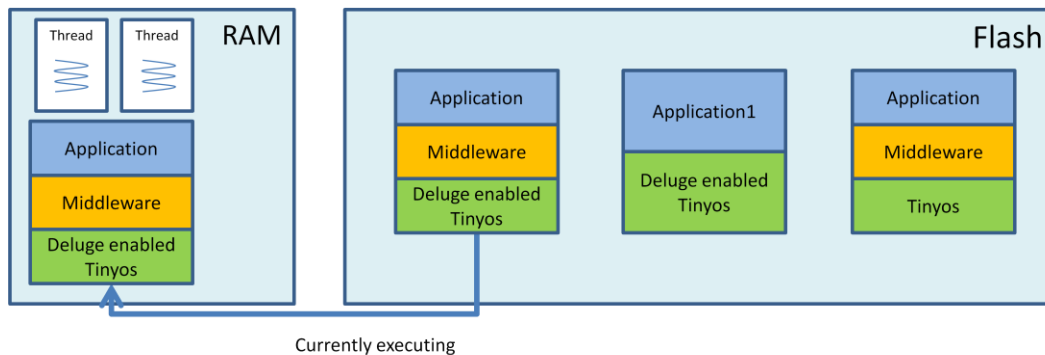 RAM
Thread
Thread
Application
Middleware
Deluge enabled
Tinyos
Flash
Application
Middleware
Deluge enabled
Tinyos
Application1
Deluge enabled
Tinyos
Application
Middleware
Tinyos
Currently executing